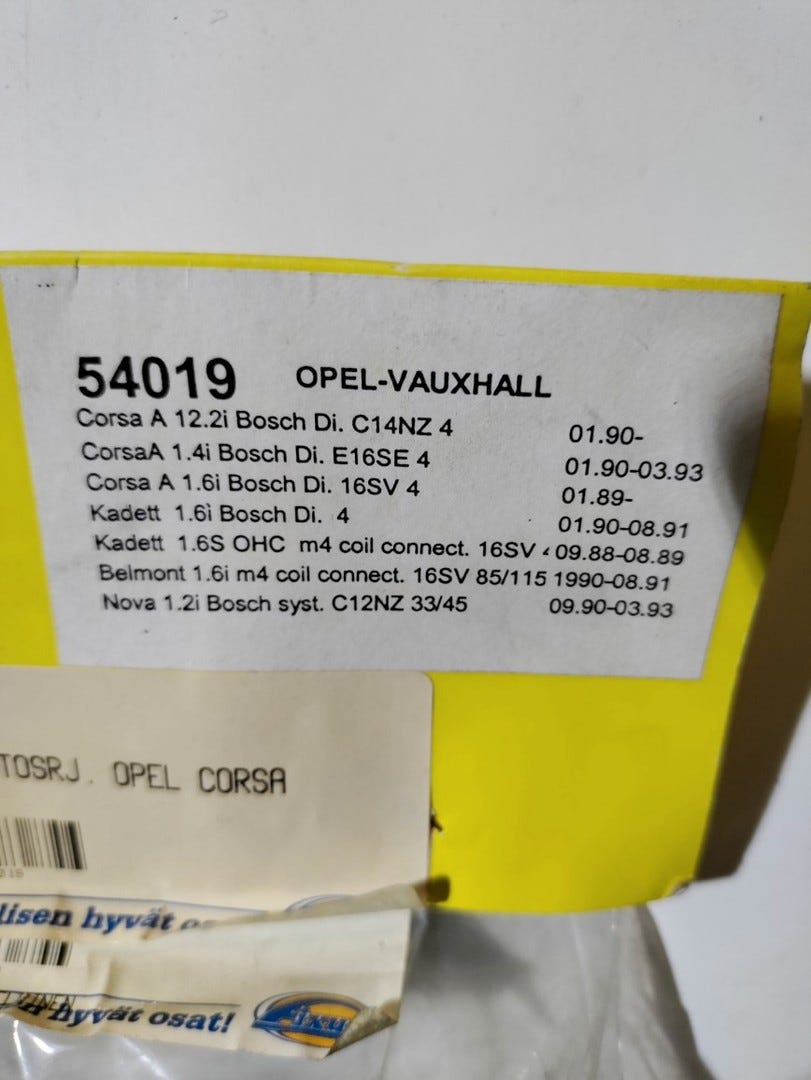 54019 OPEL-VAUXHALL
Corsa A 12.2i Bosch Di. C14NZ 4 01.90-
CorsaA 1.4i Bosch Di. E16SE 4 01.90-03.93
Corsa A 1.6i Bosch Di. 16SV 4 01.89-
Kadett 1.6i Bosch Di. 4 01.90-08.91
Kadett 1.6S OHC m4 coil connect. 16SV 09.88-08.89
Belmont 1.6i m4 coil connect. 16SV 85/115 1990-08.91
Nova 1.2i Bosch syst. C12NZ 33/45 09.90-03.93
TOSRJ. OPEL CORSA
lisen hyvät
hyvät osat!